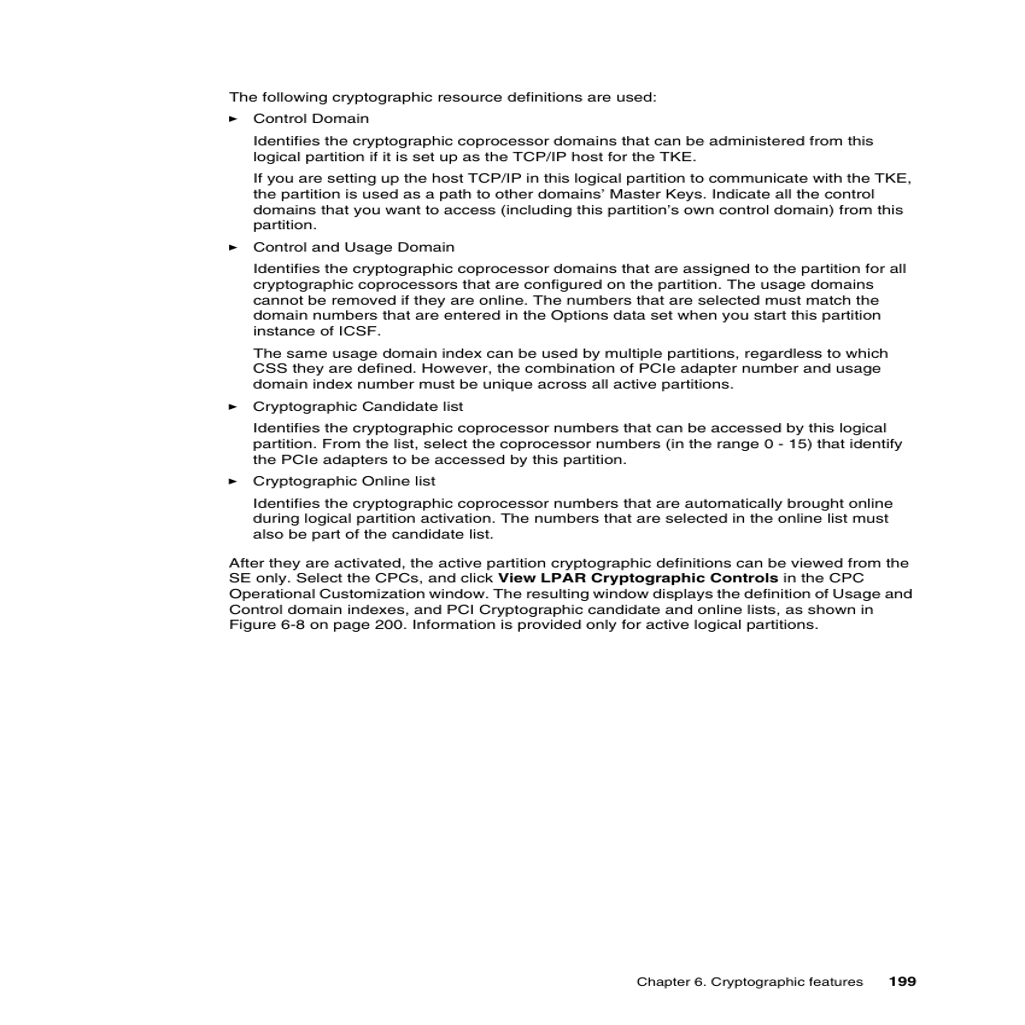 The following cryptographic resource definitions are used:
► Control Domain
Identifies the cryptographic coprocessor domains that can be administered from this
logical partition if it is set up as the TCP/IP host for the TKE.
If you are setting up the host TCP/IP in this logical partition to communicate with the TKE,
the partition is used as a path to other domains’ Master Keys. Indicate all the control
domains that you want to access (including this partition’s own control domain) from this
partition.
► Control and Usage Domain
Identifies the cryptographic coprocessor domains that are assigned to the partition for all
cryptographic coprocessors that are configured on the partition. The usage domains
cannot be removed if they are online. The numbers that are selected must match the
domain numbers that are entered in the Options data set when you start this partition
instance of ICSF.
The same usage domain index can be used by multiple partitions, regardless to which
CSS they are defined. However, the combination of PCIe adapter number and usage
domain index number must be unique across all active partitions.
► Cryptographic Candidate list
Identifies the cryptographic coprocessor numbers that can be accessed by this logical
partition. From the list, select the coprocessor numbers (in the range 0 - 15) that identify
the PCIe adapters to be accessed by this partition.
► Cryptographic Online list
Identifies the cryptographic coprocessor numbers that are automatically brought online
during logical partition activation. The numbers that are selected in the online list must
also be part of the candidate list.
After they are activated, the active partition cryptographic definitions can be viewed from the
SE only. Select the CPCs, and click View LPAR Cryptographic Controls in the CPC
Operational Customization window. The resulting window displays the definition of Usage and
Control domain indexes, and PCI Cryptographic candidate and online lists, as shown in
Figure 6-8 on page 200. Information is provided only for active logical partitions.
Chapter 6. Cryptographic features 199